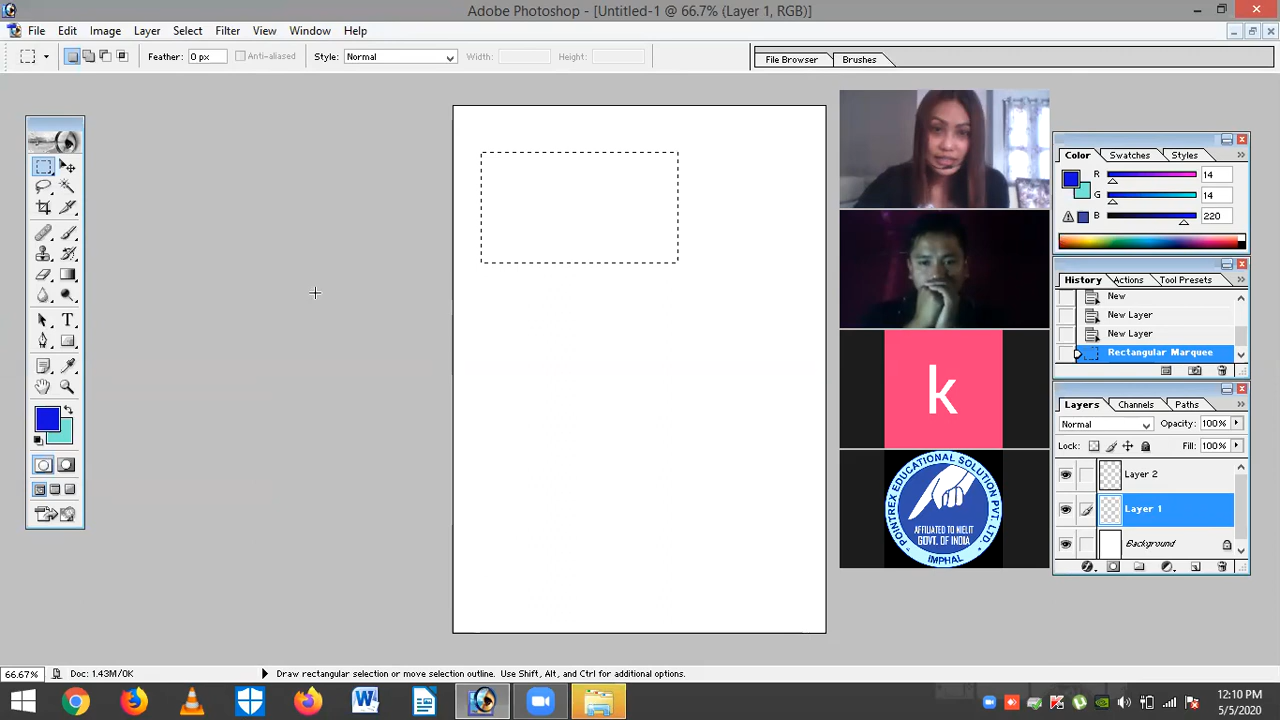 Adobe Photoshop - [Untitled-1 @ 66.7% (Layer 1, RGB)]
File Edit Image Layer Select Filter View Window Help
Feather: 0 px Anti-aliased Style: Normal Width: Height: File Browser Brushes
Color Swatches Styles
R 14
G 14
B 220
History Actions Tool Presets
New
New Layer
New Layer
Rectangular Marquee
k
Layers Channels Paths
Normal Opacity: 100%
Lock: Fill: 100%
Layer 2
Layer 1
Background
POINTREX EDUCATIONAL SOLUTION PVT. LTD.
AFFILIATED TO NIELIT
GOVT. OF INDIA
IMPHAL
66.67% Doc: 1.43M/0K Draw rectangular selection or move selection outline. Use Shift, Alt, and Ctrl for additional options.
12:10 PM
5/5/2020